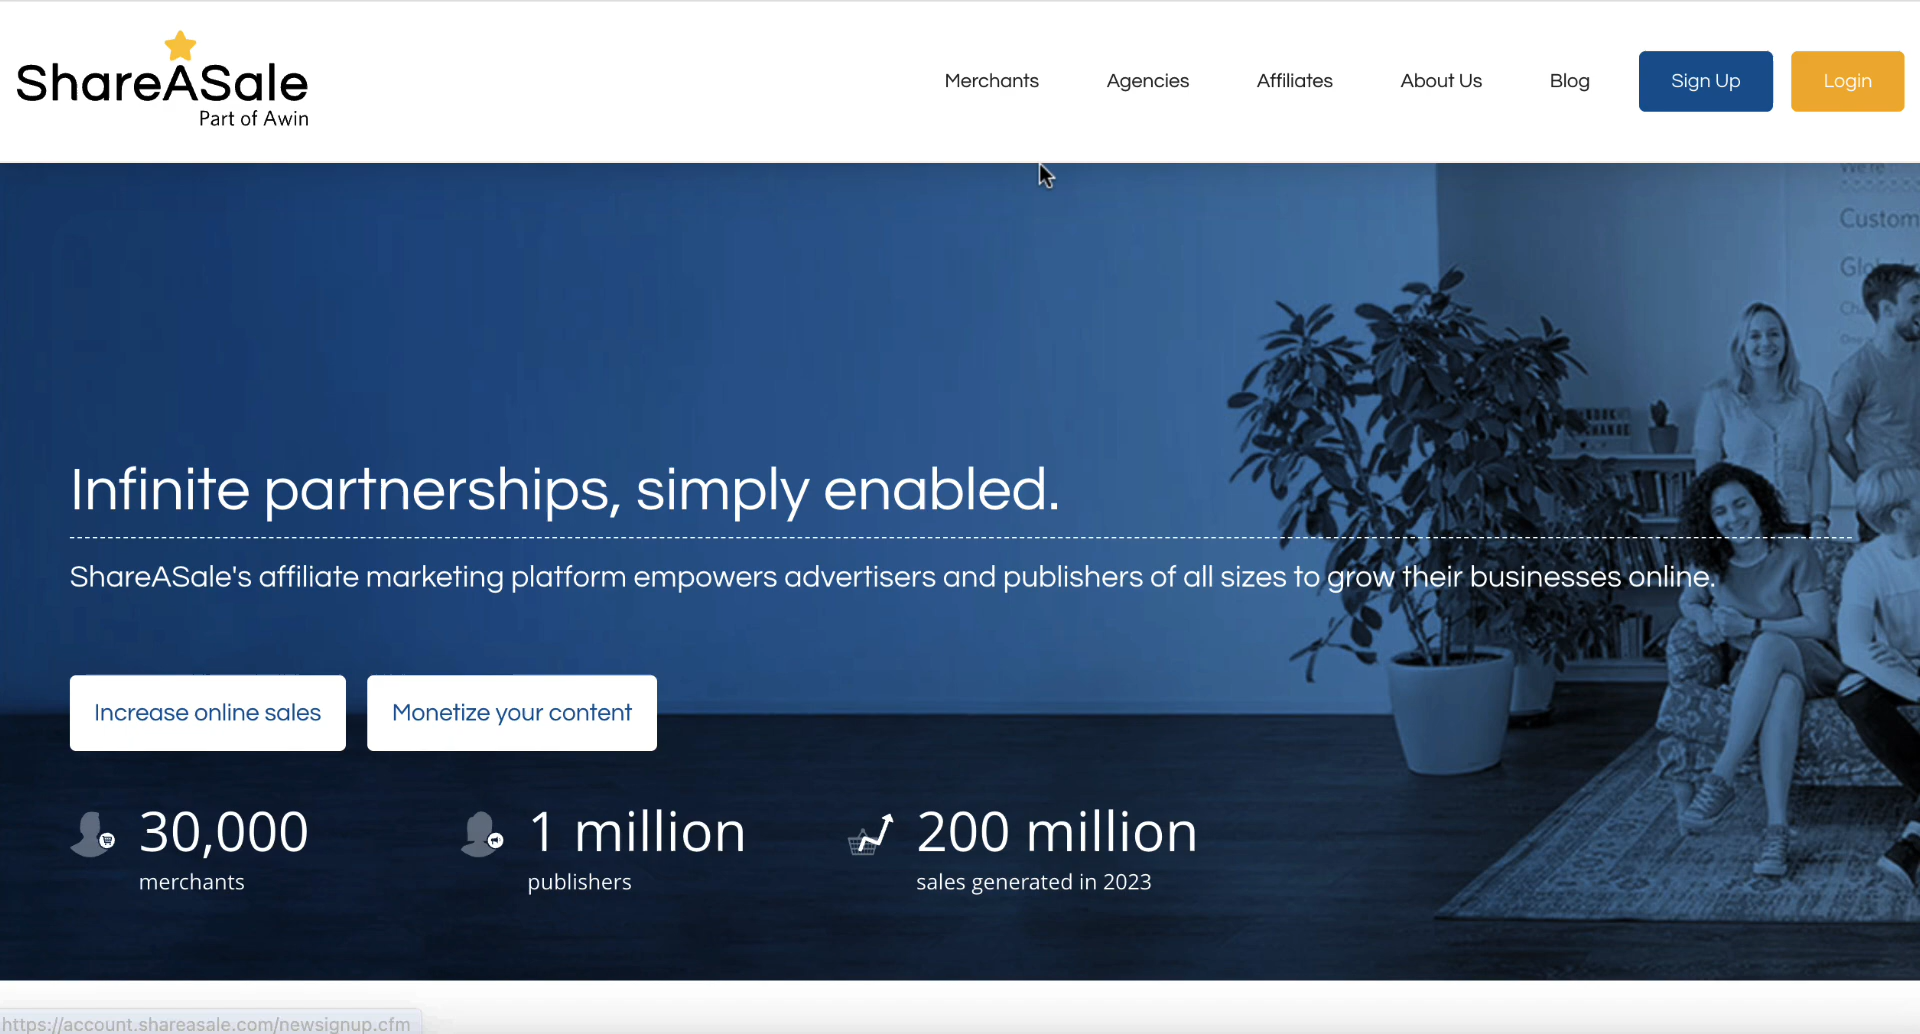 ShareASale
Part of Awin
Merchants
Agencies
Affiliates
About Us
Blog
Sign Up
Login
Custom
Infinite partnerships, simply enabled.
ShareASale's affiliate marketing platform empowers advertisers and publishers of all sizes to grow their businesses online.
Increase online sales
Monetize your content
30,000
merchants
1 million
publishers
200 million
sales generated in 2023
https://account.shareasale.com/newsignup.cfm